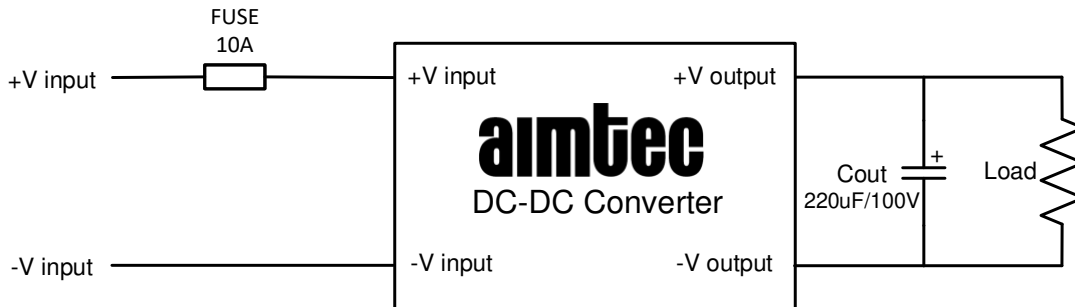 FUSE
10A
+V input
+V input
+V output
aimtec
DC-DC Converter
+
Cout
220uF/100V
Load
-V input
-V input
-V output